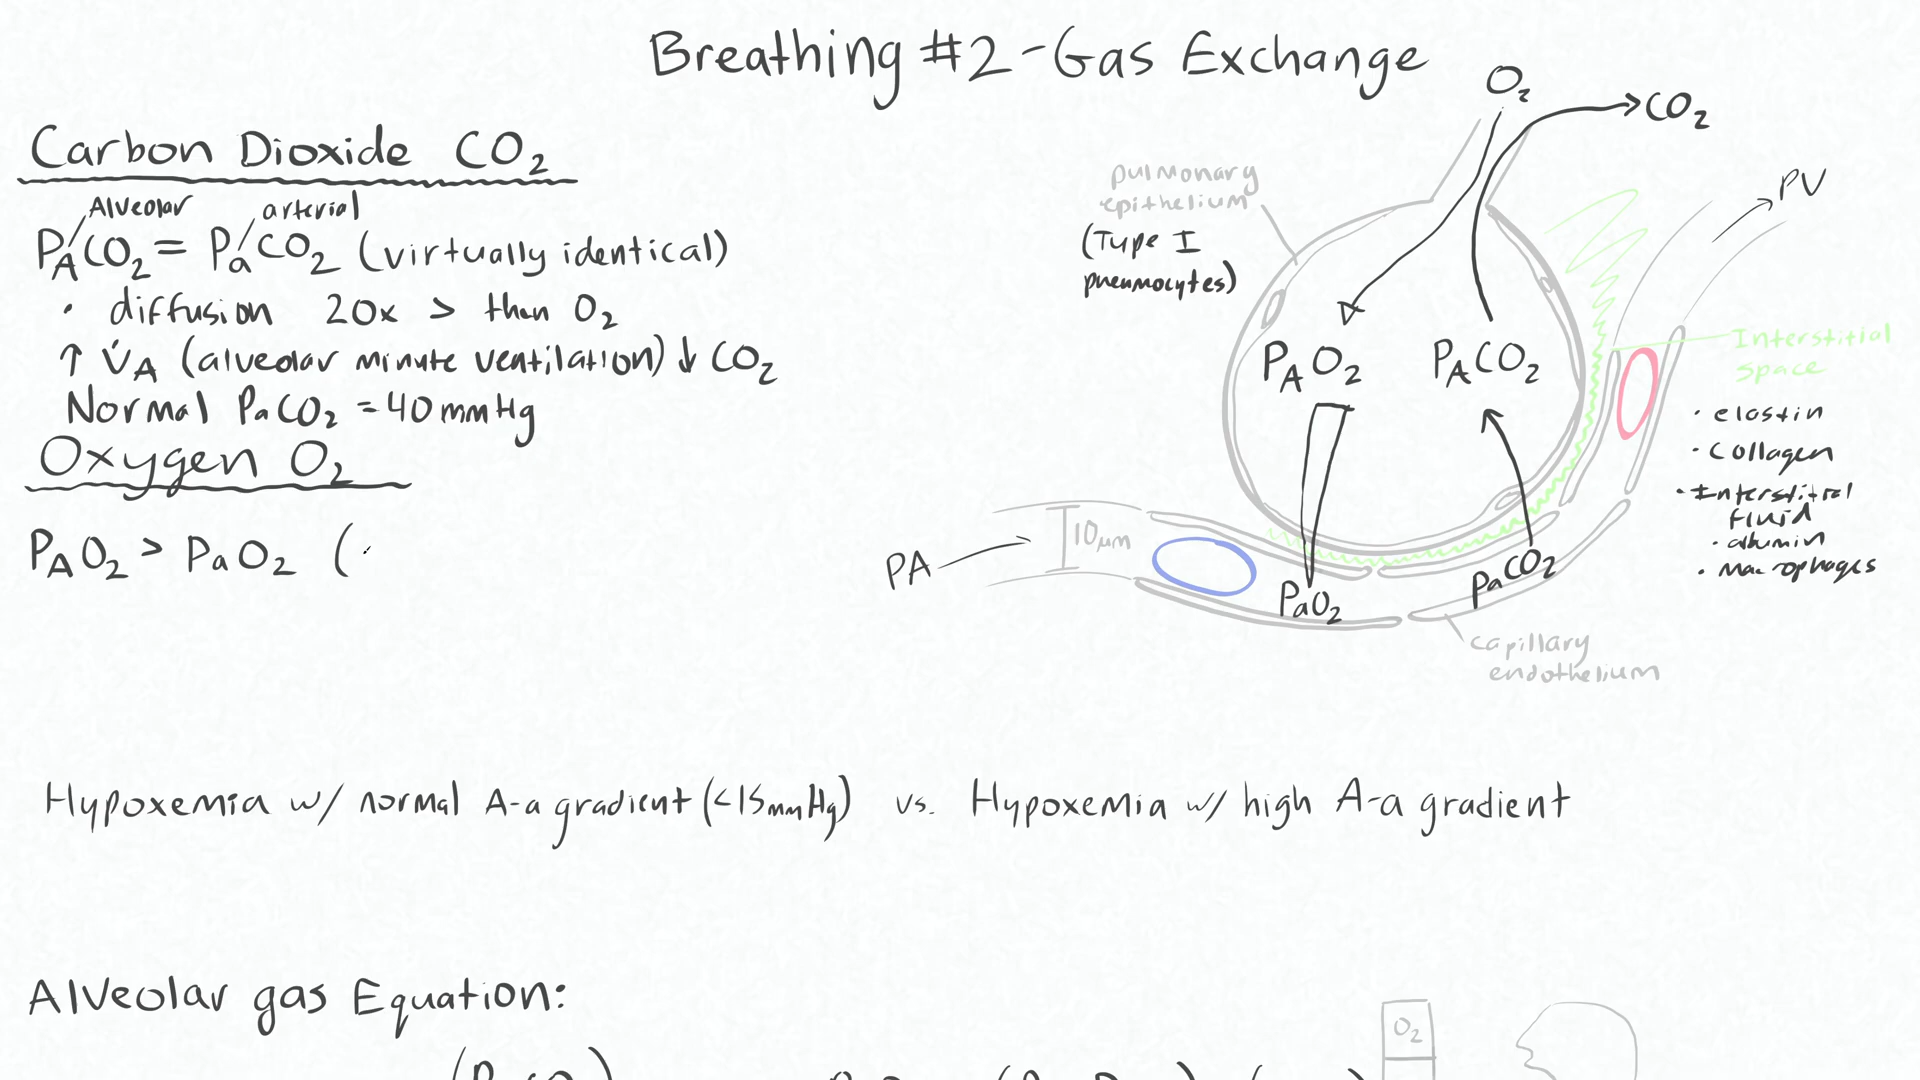 Breathing #2 - Gas Exchange
Carbon Dioxide CO₂
Alveolar arterial
PACO₂ = PaCO₂ (virtually identical)
• diffusion 20x > than O₂
↑ V̇A (alveolar minute ventilation) ↓ CO₂
Normal PaCO₂ = 40 mmHg
Oxygen O₂
PAO₂ > PaO₂ (
O₂
CO₂
pulmonary
epithelium
(Type I
pneumocytes)
PV
PAO₂ PACO₂
Interstitial
space
• elastin
• collagen
• Interstitial
fluid
• albumin
• macrophages
PA
10μm
PaO₂
PaCO₂
capillary
endothelium
Hypoxemia w/ normal A-a gradient (<15mmHg) vs. Hypoxemia w/ high A-a gradient
Alveolar gas Equation:
O₂